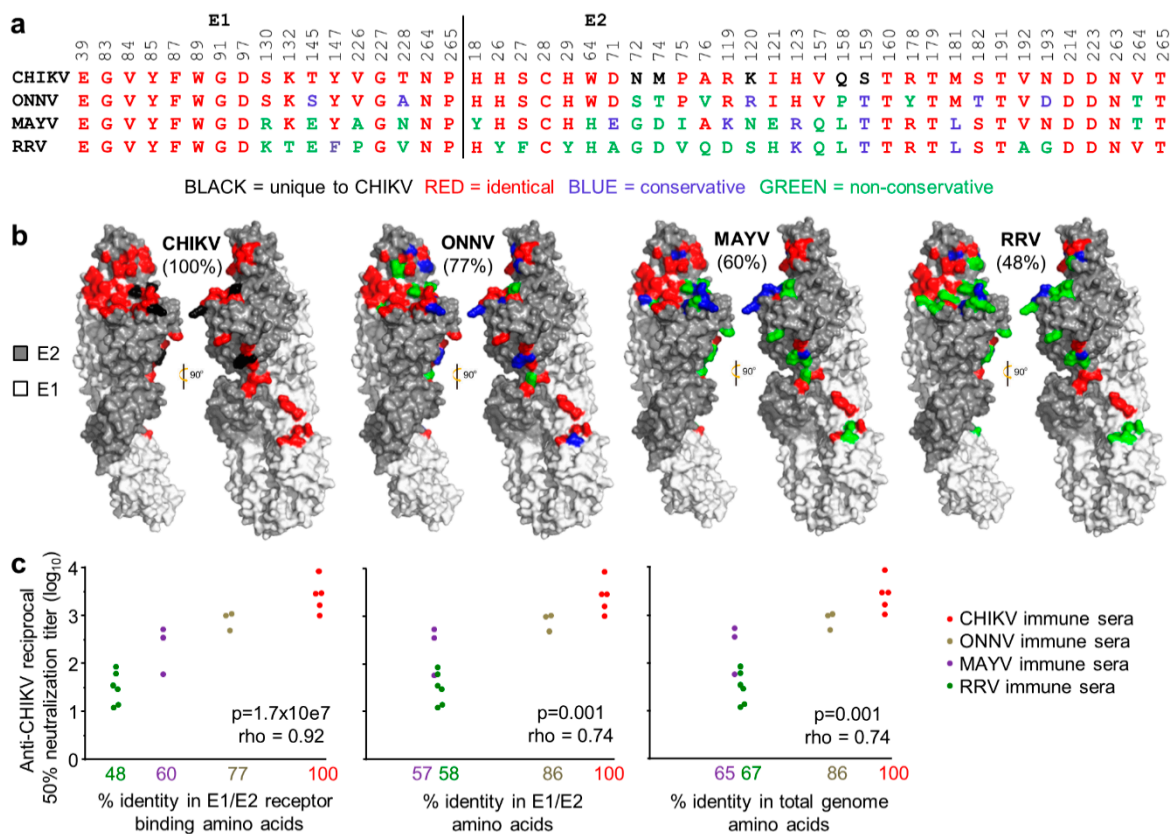 a
E1 E2
39 83 84 85 87 89 91 97 130 132 145 147 226 228 264 265 18 26 27 28 29 64 71 72 74 75 76 119 120 121 123 157 158 159 160 178 179 181 182 193 214 223 233 264 265
CHIKV E G V Y F W G D S K T Y V G T N P H H S C H W D N M P A R K I H V Q S T R T M S T V N D D N V T
ONNV E G V Y F W G D S K S Y V G A N P H H S C H W D S T P V R R I H V P T T Y T M T T V D D D N T T
MAYV E G V Y F W G D R K E Y A G N N P Y H S C H H E G D I A K N E R Q L T T R T L S T V N D D N T T
RRV E G V Y F W G D K T E F P G V N P H Y F C Y H A G D V Q D S H K Q L T T R T L S T A G D D N V T
BLACK = unique to CHIKV RED = identical BLUE = conservative GREEN = non-conservative
b
CHIKV
(100%)
ONNV
(77%)
MAYV
(60%)
RRV
(48%)
E2
E1
90°
90°
90°
90°
c
Anti-CHIKV reciprocal
50% neutralization titer (log10)
4
3
2
1
0
p=1.7x10e7
rho = 0.92
48 60 77 100
% identity in E1/E2 receptor
binding amino acids
p=0.001
rho = 0.74
57 58 86 100
% identity in E1/E2
amino acids
p=0.001
rho = 0.74
65 67 86 100
% identity in total genome
amino acids
CHIKV immune sera
ONNV immune sera
MAYV immune sera
RRV immune sera